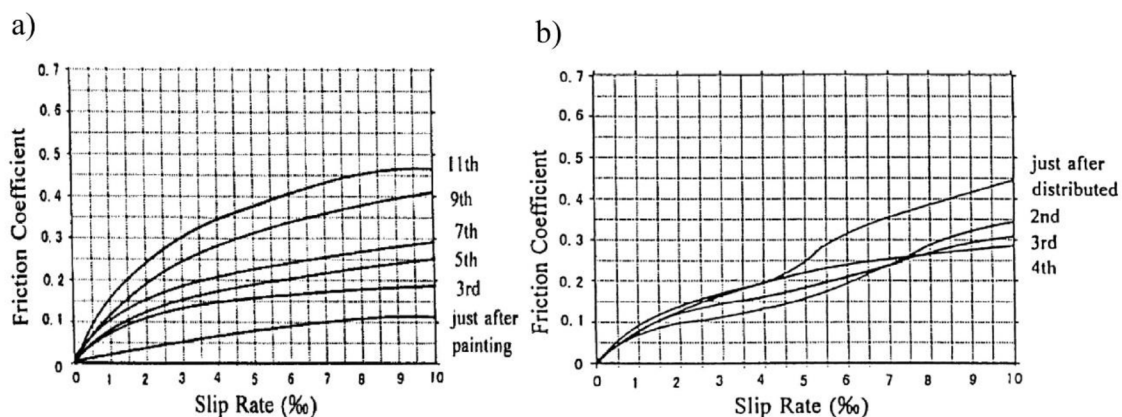 a)
0.7
0.6
0.5
0.4
0.3
0.2
0.1
0
Friction Coefficient
11th
9th
7th
5th
3rd
just after
painting
0 1 2 3 4 5 6 7 8 9 10
Slip Rate (‰)
b)
0.7
0.6
0.5
0.4
0.3
0.2
0.1
0
Friction Coefficient
just after
distributed
2nd
3rd
4th
0 1 2 3 4 5 6 7 8 9 10
Slip Rate (‰)